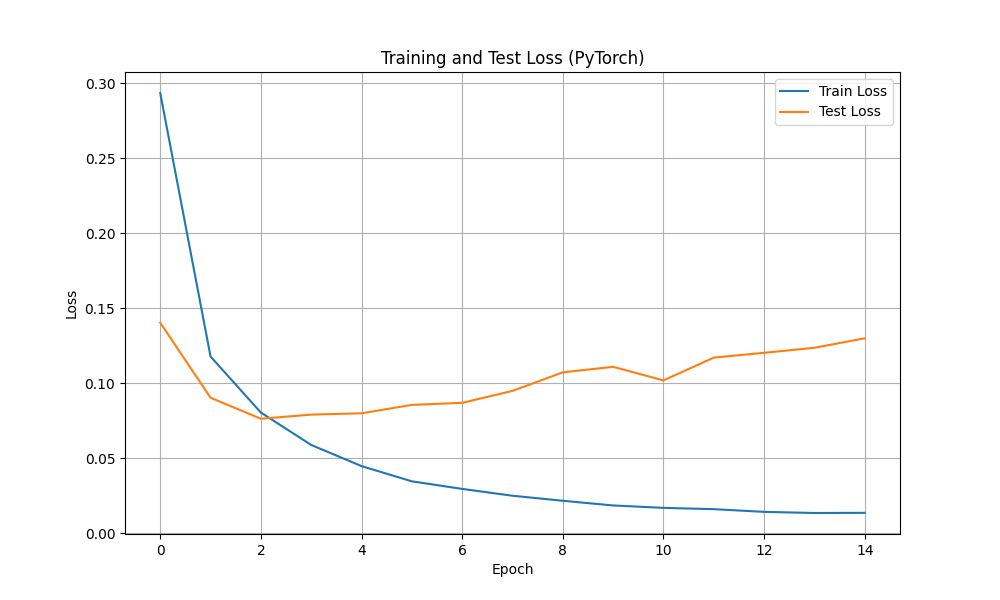 Training and Test Loss (PyTorch)
Train Loss
Test Loss
Loss
0.30
0.25
0.20
0.15
0.10
0.05
0.00
0 2 4 6 8 10 12 14
Epoch